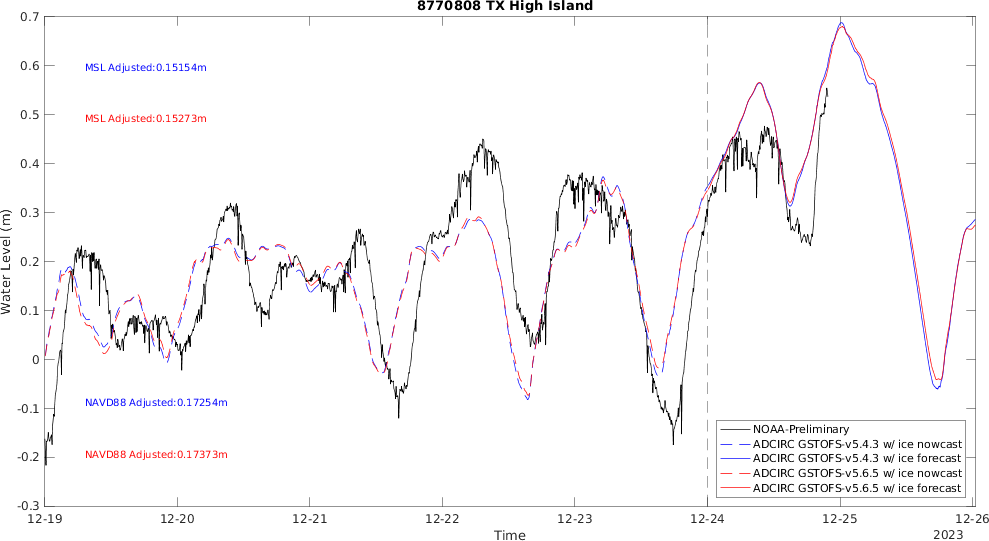 8770808 TX High Island
0.7
0.6
0.5
0.4
0.3
0.2
0.1
0
-0.1
-0.2
-0.3
Water Level (m)
MSL Adjusted:0.15154m
MSL Adjusted:0.15273m
NAVD88 Adjusted:0.17254m
NAVD88 Adjusted:0.17373m
NOAA-Preliminary
ADCIRC GSTOFS-v5.4.3 w/ ice nowcast
ADCIRC GSTOFS-v5.4.3 w/ ice forecast
ADCIRC GSTOFS-v5.6.5 w/ ice nowcast
ADCIRC GSTOFS-v5.6.5 w/ ice forecast
12-19 12-20 12-21 12-22 12-23 12-24 12-25 12-26
Time
2023